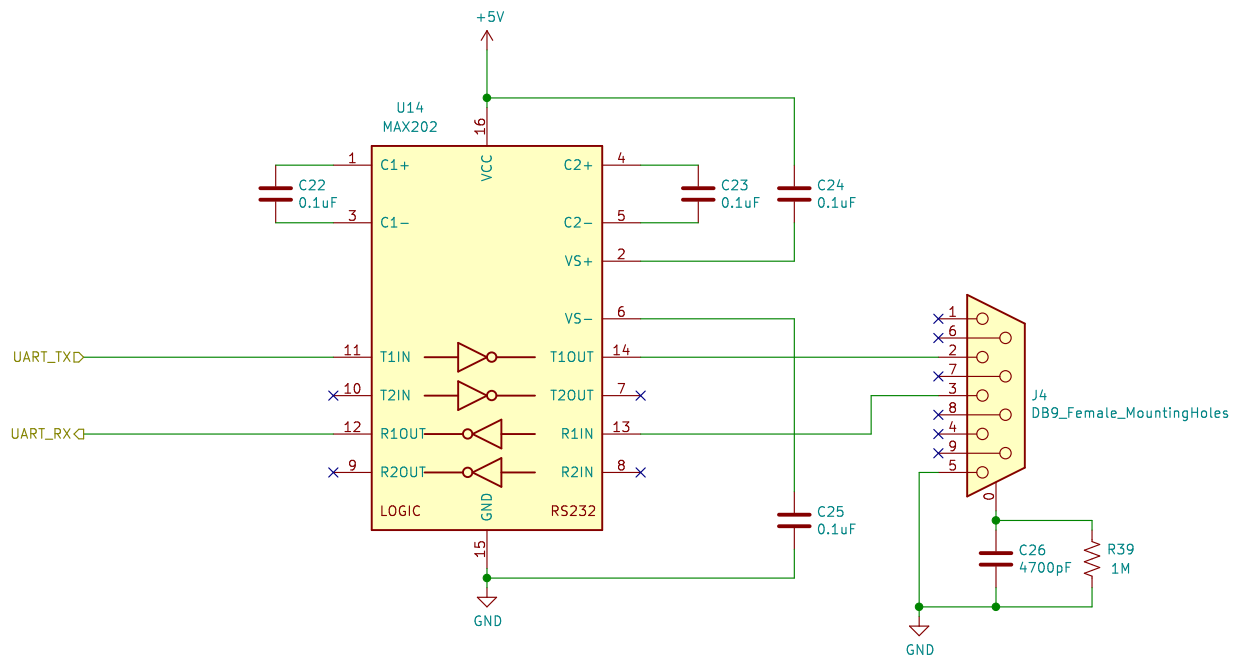 +5V
U14
MAX202
16
VCC
1
C1+
C2+
4
C22
0.1uF
C23
0.1uF
C24
0.1uF
3
C1-
C2-
5
VS+
2
VS-
6
UART_TX
11
T1IN
T1OUT
14
10
T2IN
T2OUT
7
UART_RX
12
R1OUT
R1IN
13
9
R2OUT
R2IN
8
LOGIC
GND
RS232
15
GND
C25
0.1uF
1
6
2
7
3
8
4
9
5
0
J4
DB9_Female_MountingHoles
C26
4700pF
R39
1M
GND